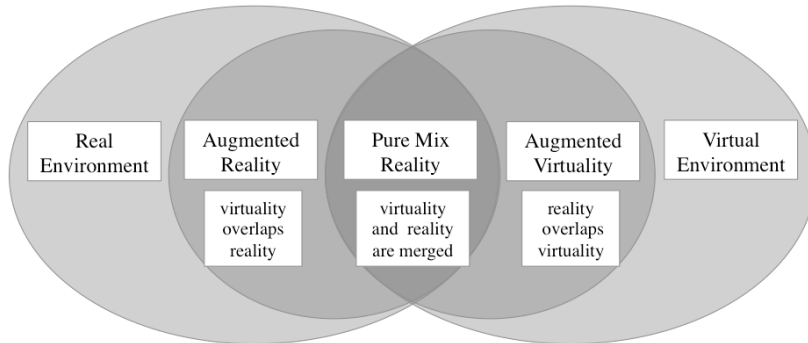 Real
Environment
Augmented
Reality
Pure Mix
Reality
Augmented
Virtuality
Virtual
Environment
virtuality
overlaps
reality
virtuality
and reality
are merged
reality
overlaps
virtuality